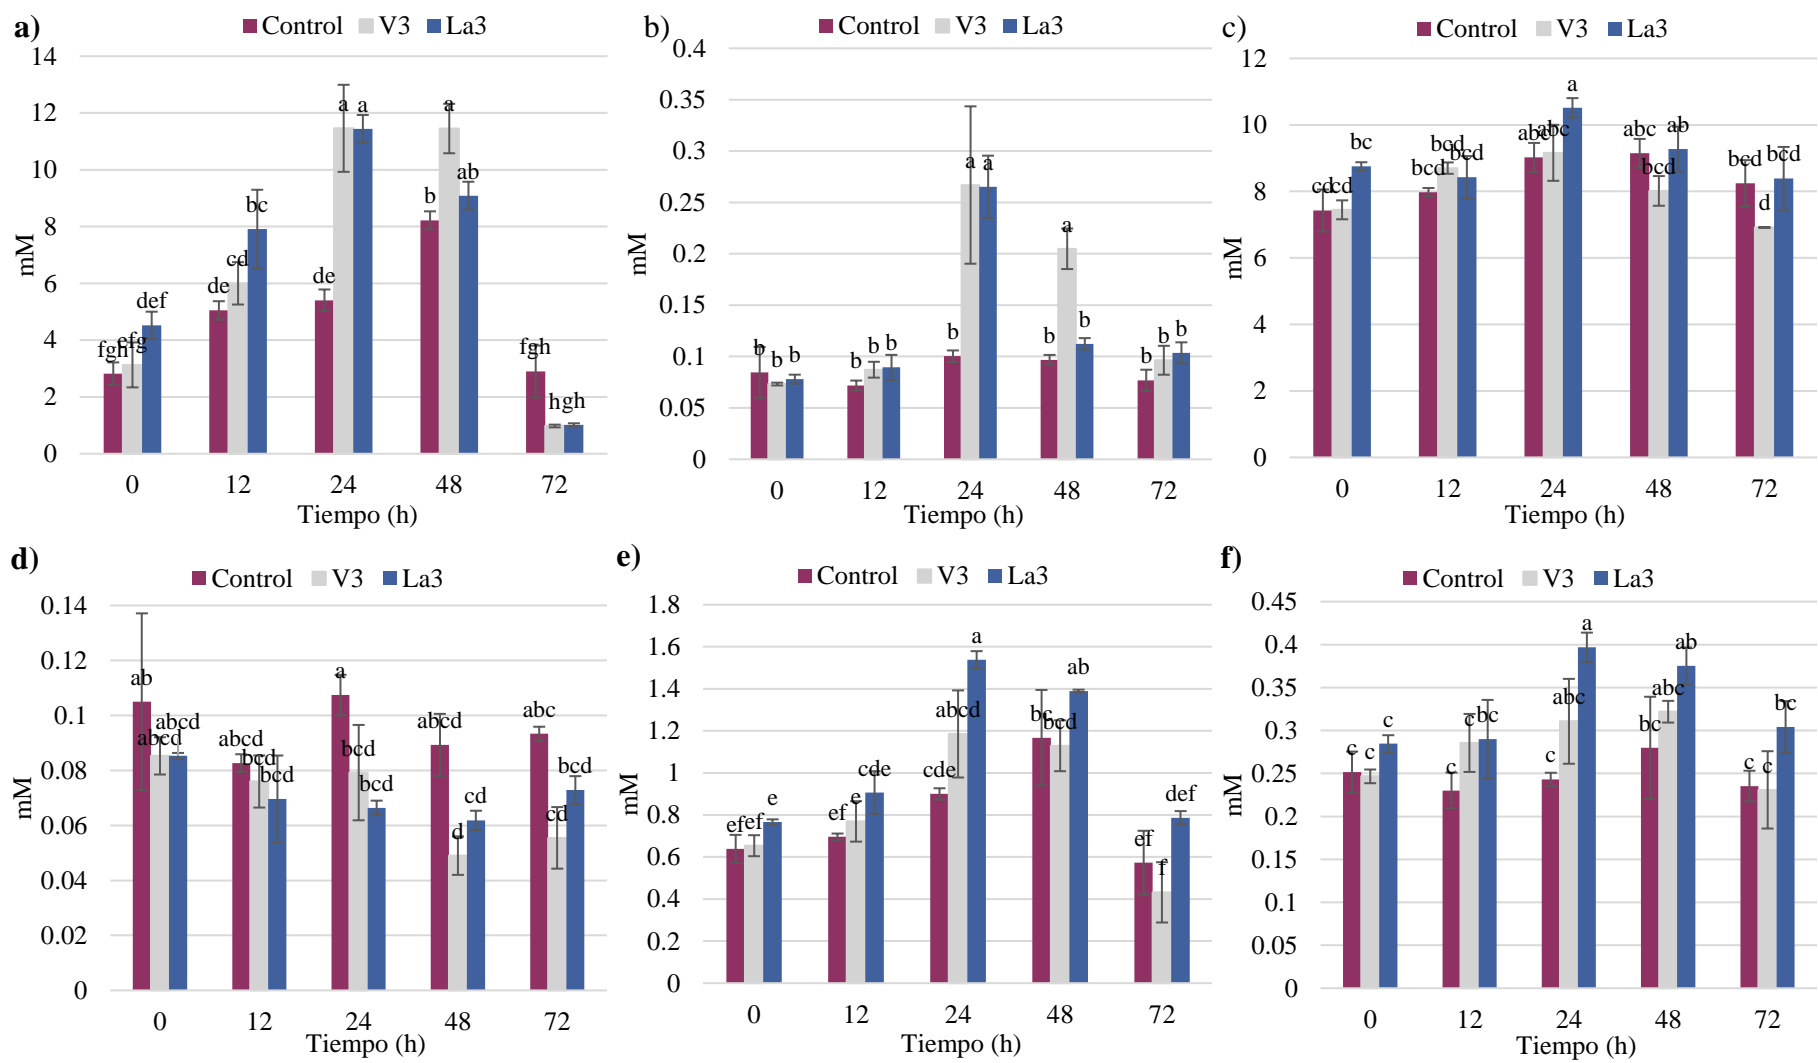 a)
Control V3 La3
14
12
10
8
6
4
2
0
mM
fgh efg def
de cd bc
de a a
b a ab
fgh h gh
0 12 24 48 72
Tiempo (h)
b)
Control V3 La3
0.4
0.35
0.3
0.25
0.2
0.15
0.1
0.05
0
mM
b b b
b b b
b a a
b a b
b b b
0 12 24 48 72
Tiempo (h)
c)
Control V3 La3
12
10
8
6
4
2
0
mM
cd cd bc
bcd bcd bcd
abc abc a
abc bcd ab
bcd d bcd
0 12 24 48 72
Tiempo (h)
d)
Control V3 La3
0.14
0.12
0.1
0.08
0.06
0.04
0.02
0
mM
ab abcd abcd
abcd bcd bcd
a bcd bcd
abcd d cd
abc cd bcd
0 12 24 48 72
Tiempo (h)
e)
Control V3 La3
1.8
1.6
1.4
1.2
1
0.8
0.6
0.4
0.2
0
mM
ef ef e
ef e cde
cde abcd a
bc bcd ab
ef f def
0 12 24 48 72
Tiempo (h)
f)
Control V3 La3
0.45
0.4
0.35
0.3
0.25
0.2
0.15
0.1
0.05
0
mM
c c c
c c bc
c abc a
bc abc ab
c c bc
0 12 24 48 72
Tiempo (h)